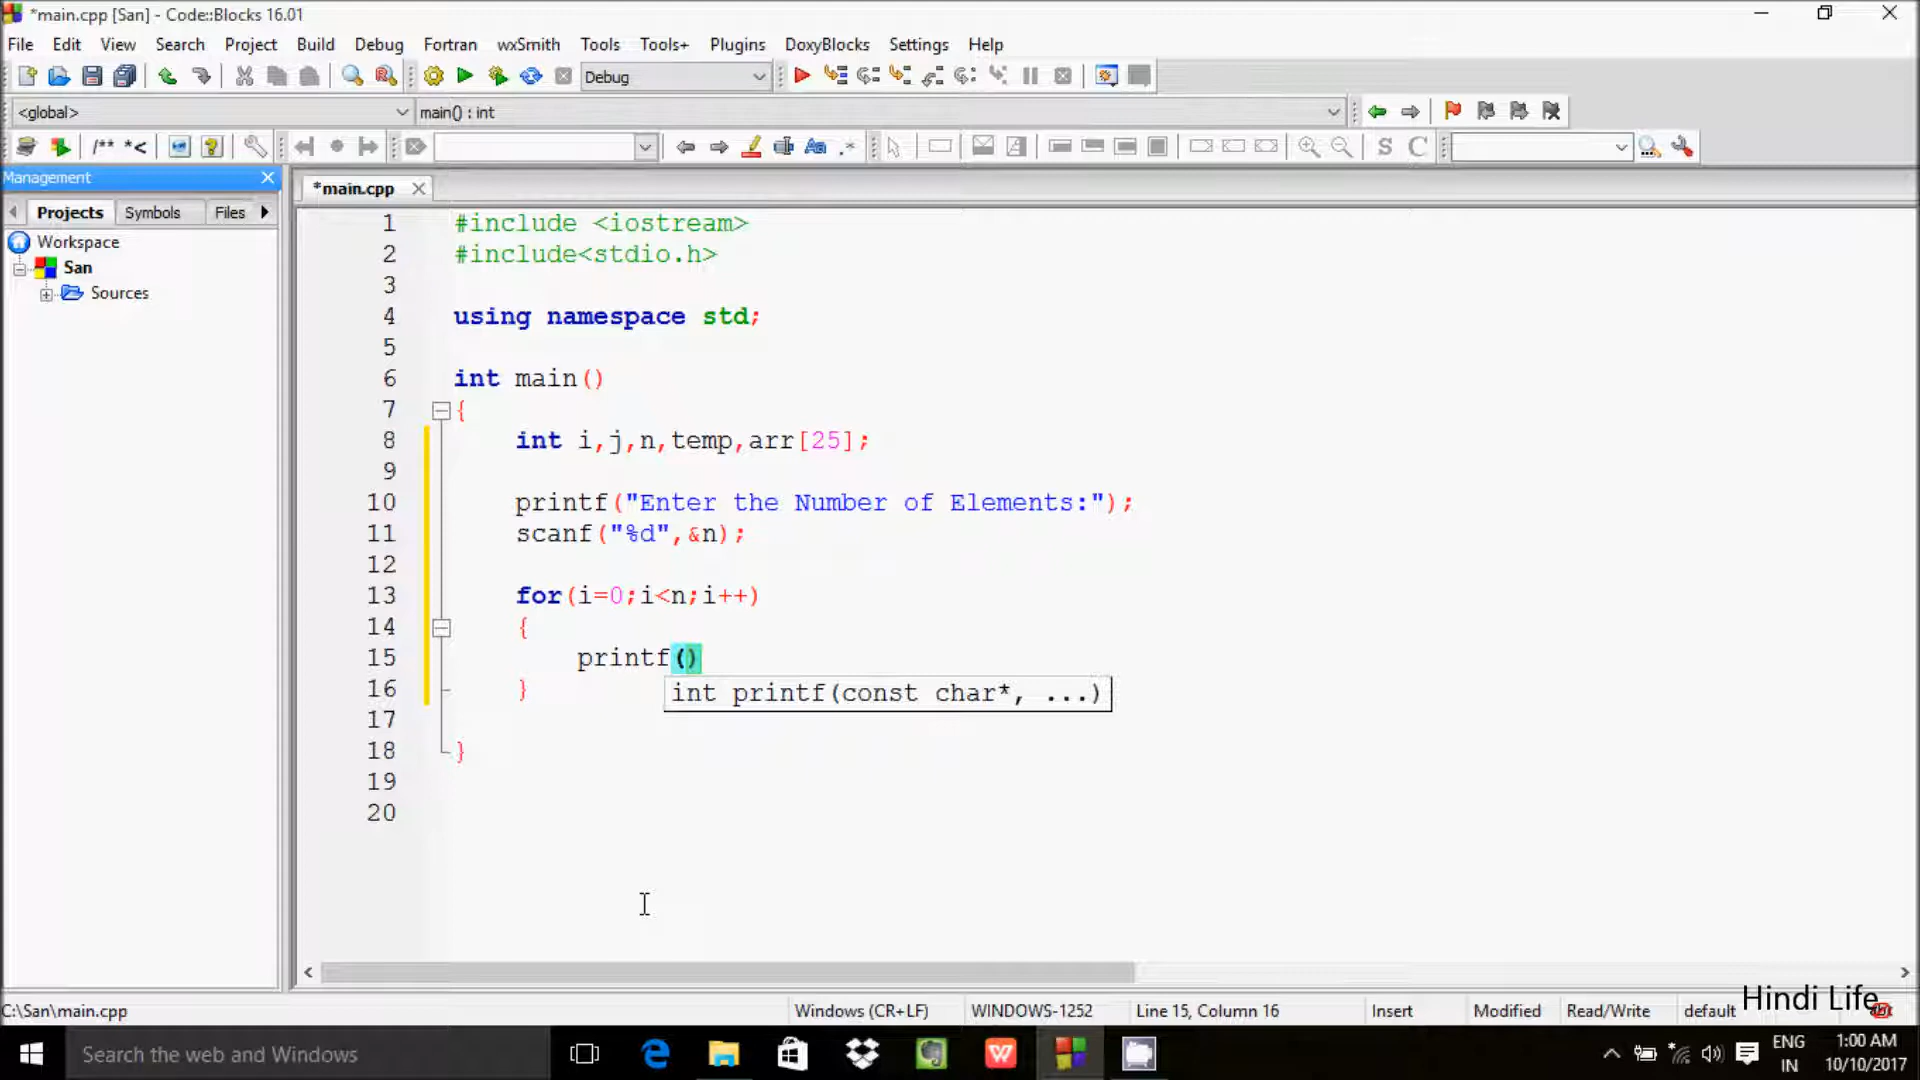 *main.cpp [San] - Code::Blocks 16.01
File Edit View Search Project Build Debug Fortran wxSmith Tools Tools+ Plugins DoxyBlocks Settings Help
Debug
<global> main() : int
/** *<
S C
Management
*main.cpp
Projects Symbols Files
Workspace
San
Sources
1 #include <iostream>
2 #include<stdio.h>
3
4 using namespace std;
5
6 int main()
7 {
8 int i,j,n,temp,arr[25];
9
10 printf("Enter the Number of Elements:");
11 scanf("%d",&n);
12
13 for(i=0;i<n;i++)
14 {
15 printf()
16 }
int printf(const char*, ...)
17
18 }
19
20
C:\San\main.cpp Windows (CR+LF) WINDOWS-1252 Line 15, Column 16 Insert Modified Read/Write default
Hindi Life
Search the web and Windows
ENG
IN
1:00 AM
10/10/2017